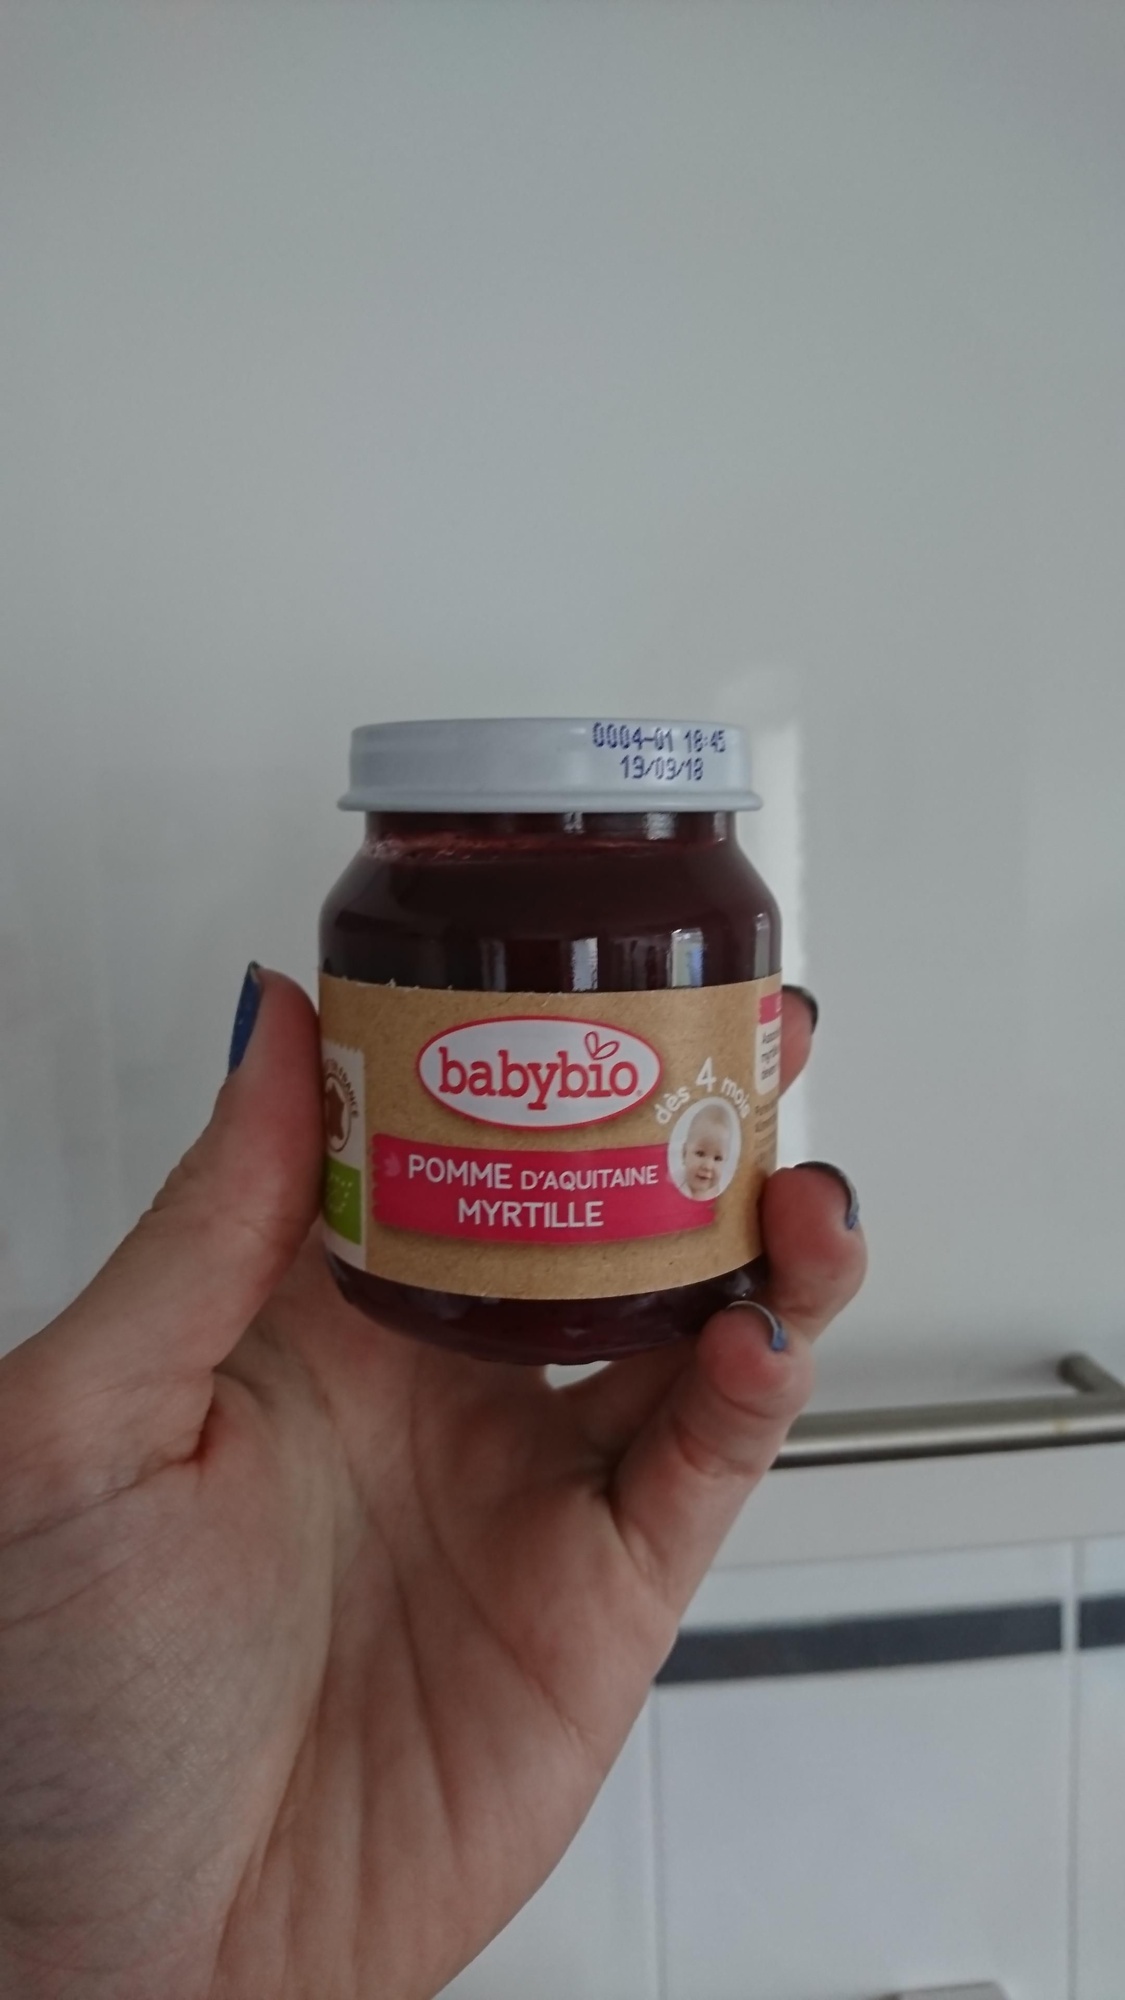 0004-01 18:45
19/03/18
babybio
dès 4 mois
POMME D'AQUITAINE
MYRTILLE